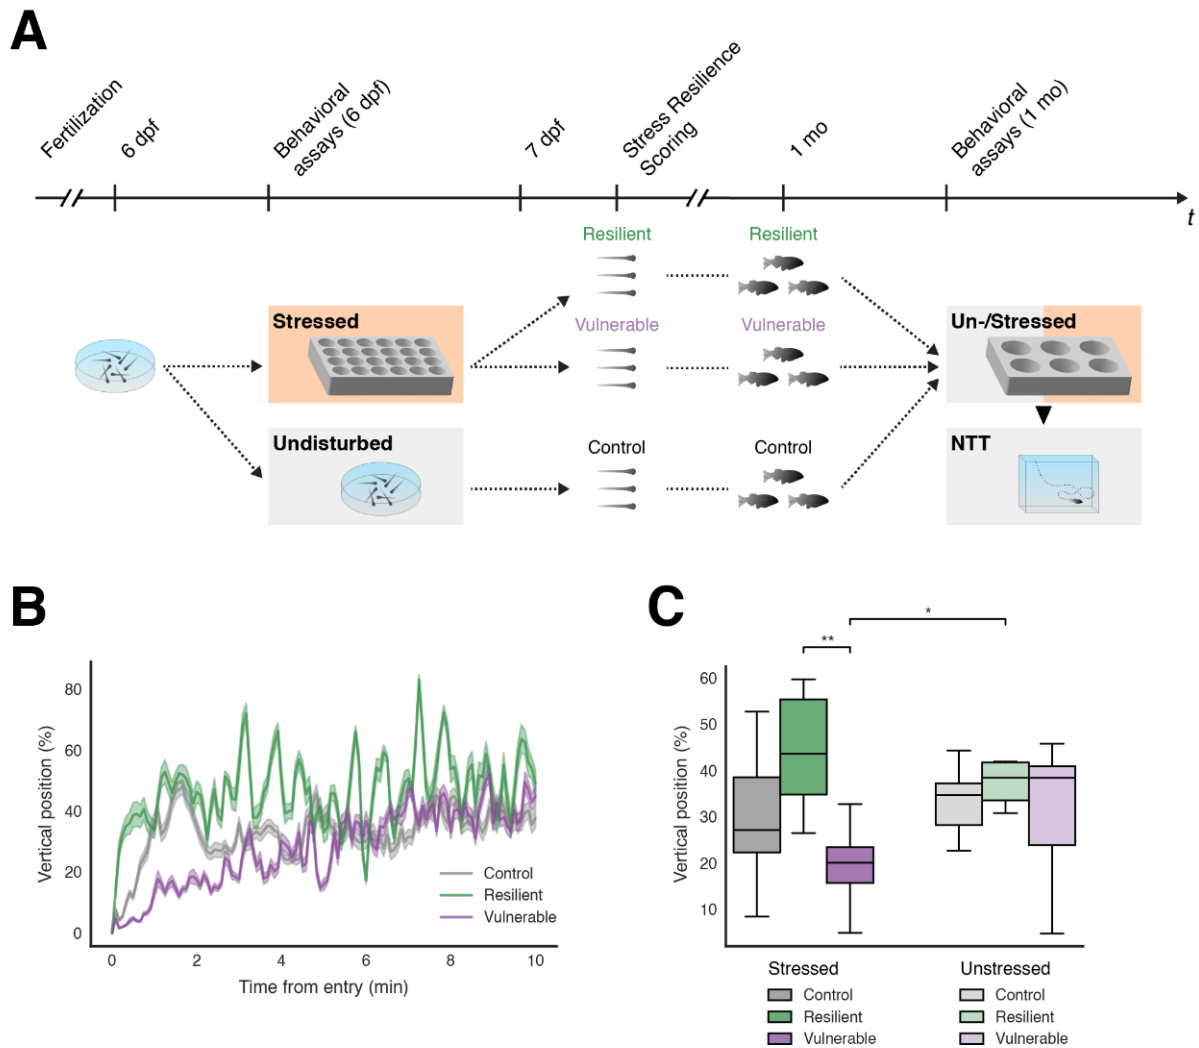 A
Fertilization
6 dpf
Behavioral
assays (6 dpf)
7 dpf
Stress Resilience
Scoring
1 mo
Behavioral
assays (1 mo)
t
Resilient
Resilient
Stressed
Vulnerable
Vulnerable
Un-/Stressed
Undisturbed
Control
Control
NTT
B
80
60
40
20
0
Vertical position (%)
Control
Resilient
Vulnerable
0 2 4 6 8 10
Time from entry (min)
C
*
**
60
50
40
30
20
10
Vertical position (%)
Stressed
Control
Resilient
Vulnerable
Unstressed
Control
Resilient
Vulnerable